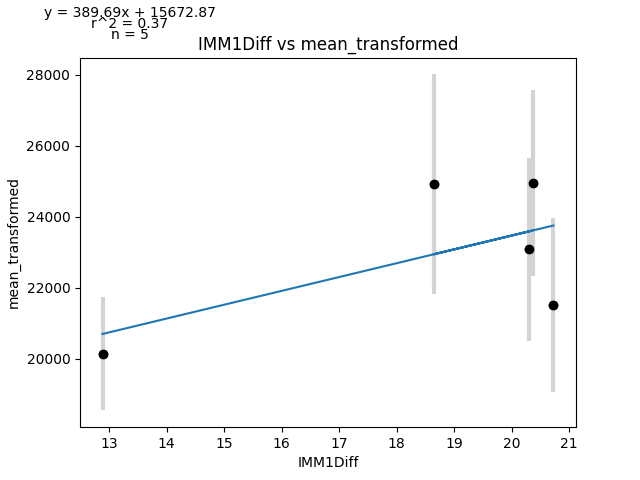 y = 389.69x + 15672.87
r^2 = 0.37
n = 5
IMM1Diff vs mean_transformed
28000
26000
24000
22000
20000
mean_transformed
13 14 15 16 17 18 19 20 21
IMM1Diff